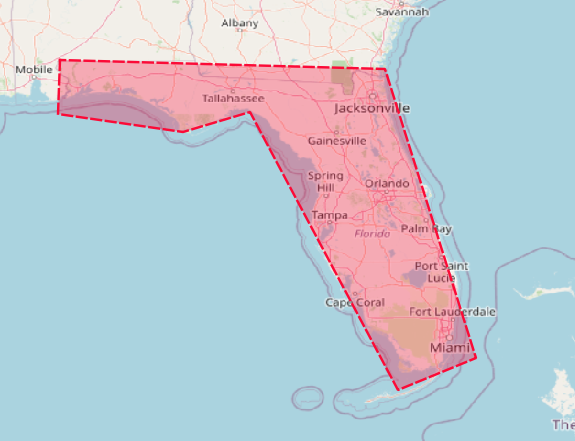 Savannah
Albany
Mobile
Tallahassee
Jacksonville
Gainesville
Spring
Hill
Orlando
Tampa
Palm Bay
Florida
Port Saint
Lucie
Cape Coral
Fort Lauderdale
Miami
The